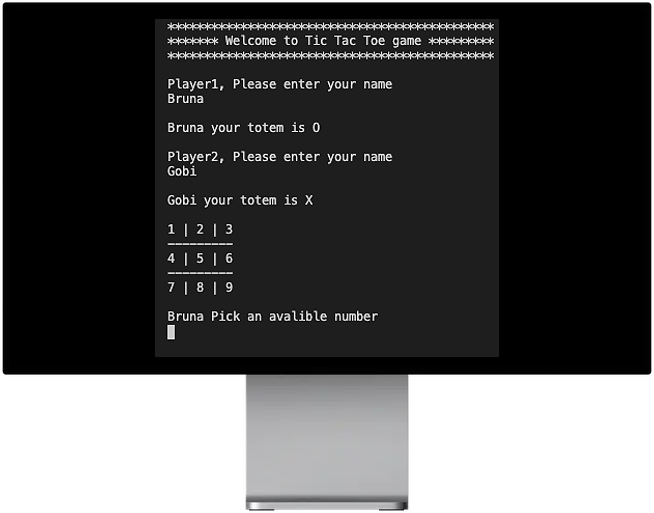 *********************************************
******* Welcome to Tic Tac Toe game *********
*********************************************
Player1, Please enter your name
Bruna
Bruna your totem is O
Player2, Please enter your name
Gobi
Gobi your totem is X
1 | 2 | 3
---------
4 | 5 | 6
---------
7 | 8 | 9
Bruna Pick an avalible number